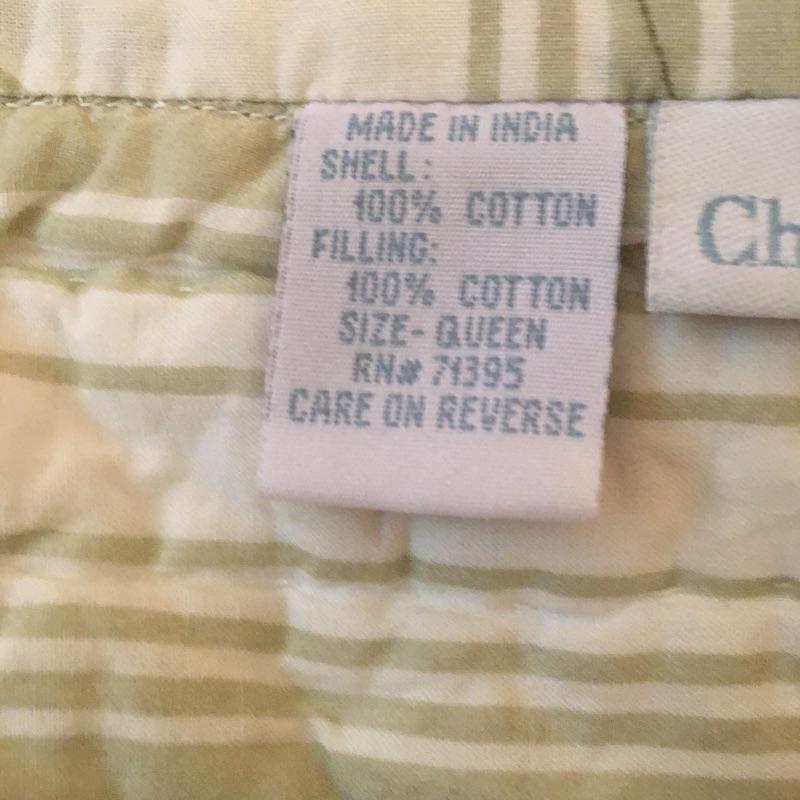 MADE IN INDIA
SHELL:
100% COTTON
FILLING:
100% COTTON
SIZE- QUEEN
RN# 71395
CARE ON REVERSE
Ch